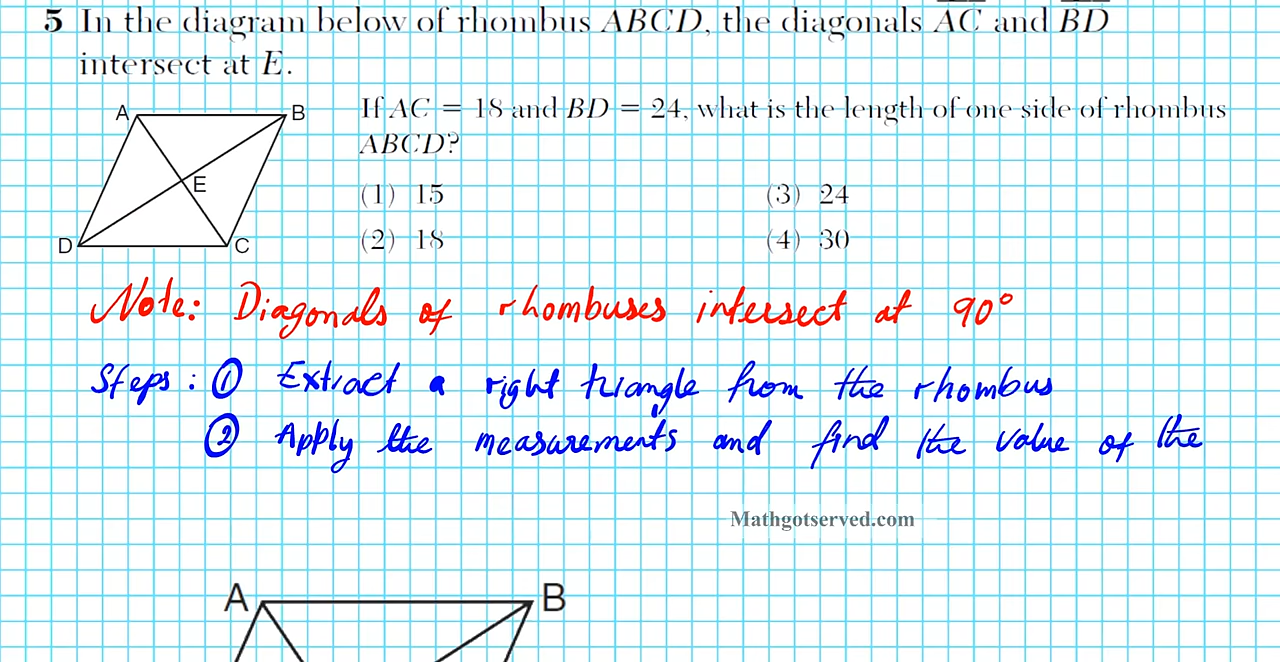 5 In the diagram below of rhombus ABCD, the diagonals AC and BD
intersect at E.
A
B
E
D
C
If AC = 18 and BD = 24, what is the length of one side of rhombus
ABCD?
(1) 15
(3) 24
(2) 18
(4) 30
Note: Diagonals of rhombuses intersect at 90°
Steps: ① Extract a right triangle from the rhombus
② Apply the measurements and find the value of the
Mathgotserved.com
A
B